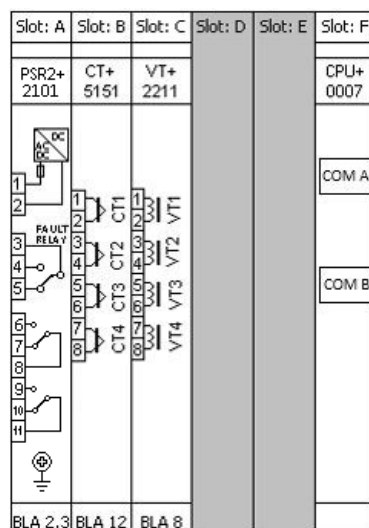 Slot: A Slot: B Slot: C Slot: D Slot: E Slot: F
PSR2+ CT+ VT+ CPU+
2101 5151 2211 0007
AC
DC
DC
1
2
FAULT
RELAY
3
4
5
6
7
8
9
10
11
1
2
CT1
3
4
CT2
5
6
CT3
7
8
CT4
1
2
VT1
3
4
VT2
5
6
VT3
7
8
VT4
COM A
COM B
BLA 2,3 BLA 12 BLA 8